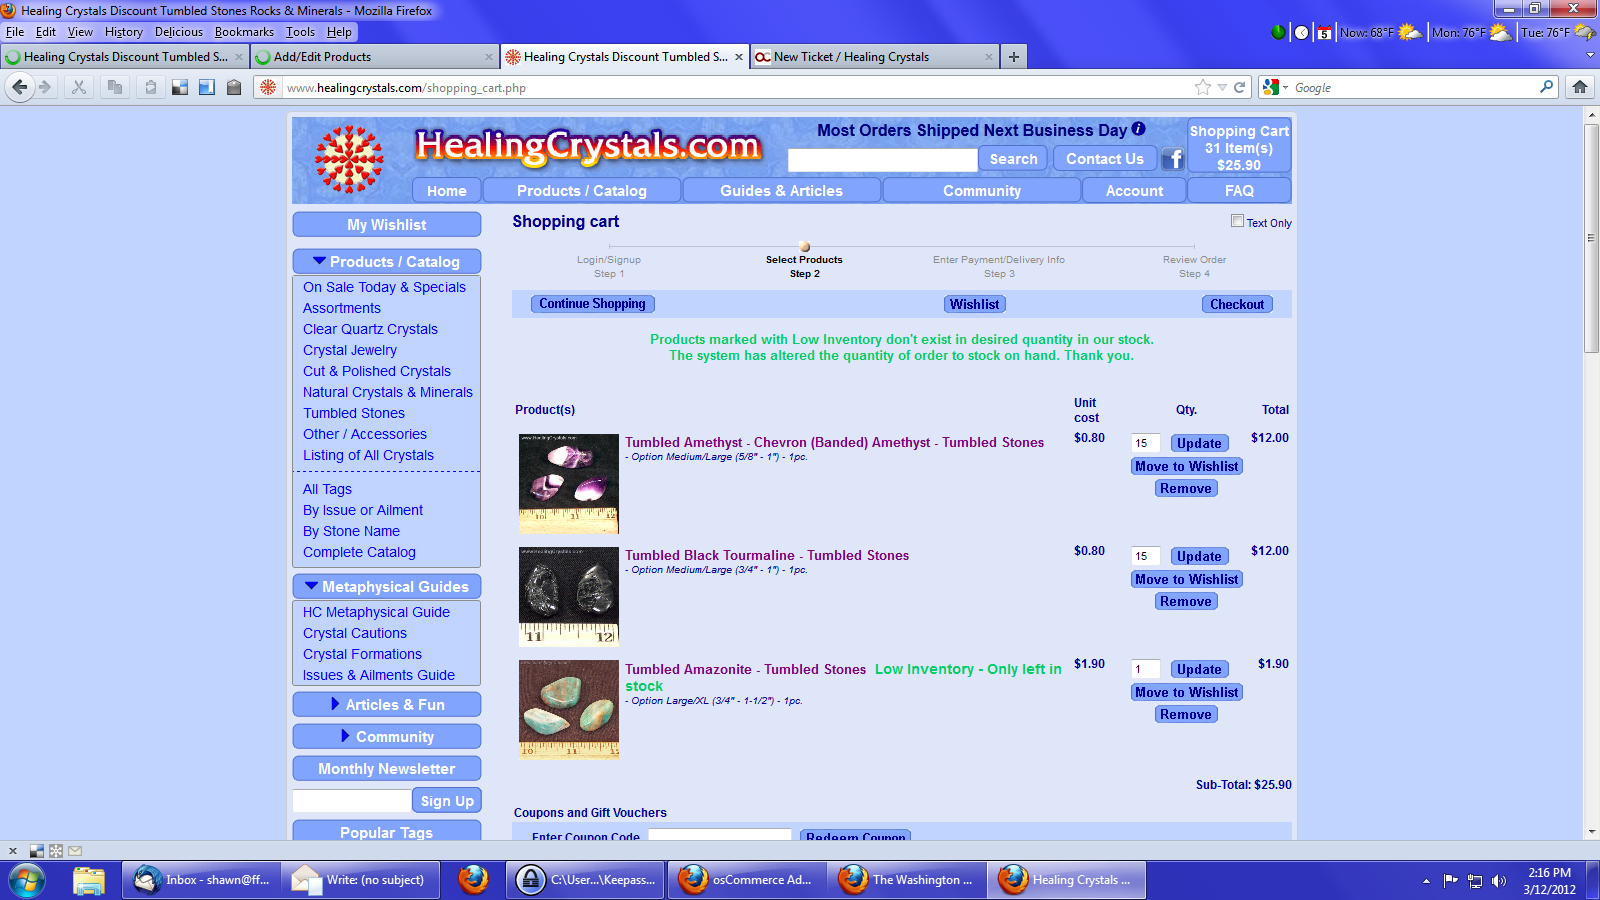 Healing Crystals Discount Tumbled Stones Rocks & Minerals - Mozilla Firefox
File Edit View History Delicious Bookmarks Tools Help
5 Now: 68°F Mon: 76°F Tue: 76°F
Healing Crystals Discount Tumbled S... Add/Edit Products Healing Crystals Discount Tumbled S... New Ticket / Healing Crystals
www.healingcrystals.com/shopping_cart.php Google
HealingCrystals.com
Most Orders Shipped Next Business Day
Search Contact Us
Shopping Cart
31 Item(s)
$25.90
Home Products / Catalog Guides & Articles Community Account FAQ
My Wishlist
Products / Catalog
On Sale Today & Specials
Assortments
Clear Quartz Crystals
Crystal Jewelry
Cut & Polished Crystals
Natural Crystals & Minerals
Tumbled Stones
Other / Accessories
Listing of All Crystals
All Tags
By Issue or Ailment
By Stone Name
Complete Catalog
Metaphysical Guides
HC Metaphysical Guide
Crystal Cautions
Crystal Formations
Issues & Ailments Guide
Articles & Fun
Community
Monthly Newsletter
Sign Up
Popular Tags
Shopping cart
Text Only
Login/Signup Select Products Enter Payment/Delivery Info Review Order
Step 1 Step 2 Step 3 Step 4
Continue Shopping Wishlist Checkout
Products marked with Low Inventory don't exist in desired quantity in our stock.
The system has altered the quantity of order to stock on hand. Thank you.
Product(s) Unit cost Qty. Total
Tumbled Amethyst - Chevron (Banded) Amethyst - Tumbled Stones $0.80 15 Update $12.00
- Option Medium/Large (5/8" - 1") - 1pc.
Move to Wishlist
Remove
www.HealingCrystals.com
10 11 12
Tumbled Black Tourmaline - Tumbled Stones $0.80 15 Update $12.00
- Option Medium/Large (3/4" - 1") - 1pc.
Move to Wishlist
Remove
www.HealingCrystals.com
11 12
Tumbled Amazonite - Tumbled Stones Low Inventory - Only left in
stock
$1.90 1 Update $1.90
- Option Large/XL (3/4" - 1-1/2") - 1pc.
Move to Wishlist
Remove
10 11
Sub-Total: $25.90
Coupons and Gift Vouchers
Enter Coupon Code Redeem Coupon
Inbox - shawn@ff... Write: (no subject) C:\User...\Keepass... osCommerce Ad... The Washington ... Healing Crystals ...
2:16 PM
3/12/2012